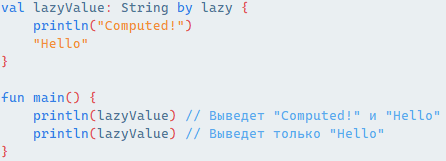 val lazyValue: String by lazy {
    println("Computed!")
    "Hello"
}

fun main() {
    println(lazyValue) // Выведет "Computed!" и "Hello"
    println(lazyValue) // Выведет только "Hello"
}